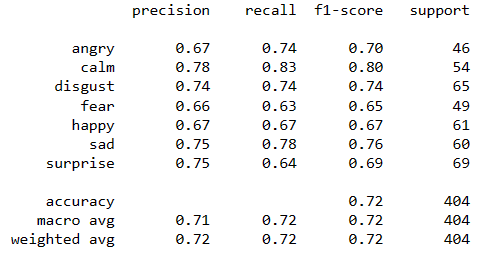 precision recall f1-score support
angry 0.67 0.74 0.70 46
calm 0.78 0.83 0.80 54
disgust 0.74 0.74 0.74 65
fear 0.66 0.63 0.65 49
happy 0.67 0.67 0.67 61
sad 0.75 0.78 0.76 60
surprise 0.75 0.64 0.69 69
accuracy 0.72 404
macro avg 0.71 0.72 0.72 404
weighted avg 0.72 0.72 0.72 404